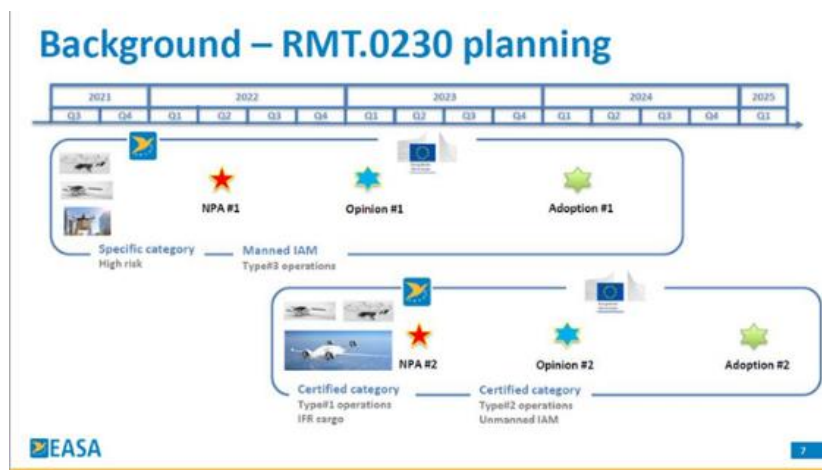 Background – RMT.0230 planning
2021 2022 2023 2024 2025
Q3 Q4 Q1 Q2 Q3 Q4 Q1 Q2 Q3 Q4 Q1 Q2 Q3 Q4 Q1
NPA #1 Opinion #1 Adoption #1
Specific category Manned IAM
High risk Type#3 operations
NPA #2 Opinion #2 Adoption #2
Certified category Certified category
Type#1 operations Type#2 operations
IFR cargo Unmanned IAM
EASA 7